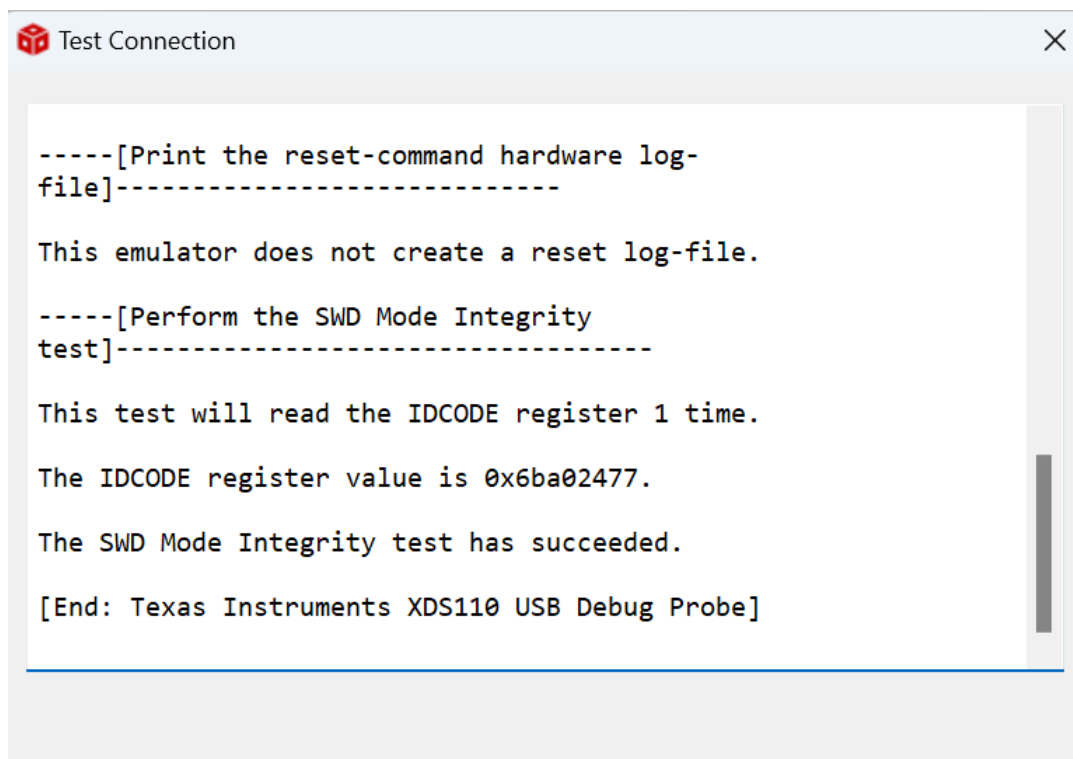 Test Connection
-----[Print the reset-command hardware log-
file]-----------------------------
This emulator does not create a reset log-file.
-----[Perform the SWD Mode Integrity
test]-----------------------------------
This test will read the IDCODE register 1 time.
The IDCODE register value is 0x6ba02477.
The SWD Mode Integrity test has succeeded.
[End: Texas Instruments XDS110 USB Debug Probe]